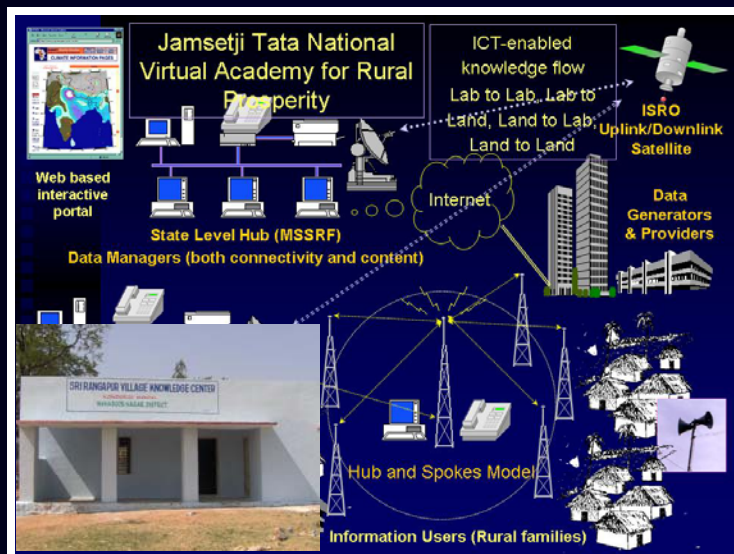 Jamsetji Tata National
Virtual Academy for Rural
Prosperity
ICT-enabled
knowledge flow
Lab to Lab, Lab to
Land, Land to Lab,
Land to Land
ISRO
Uplink/Downlink
Satellite
CLIMATE INFORMATION PAGES
Web based
interactive
portal
Internet
Data
Generators
& Providers
State Level Hub (MSSRF)
Data Managers (both connectivity and content)
SRI RANGAPUR VILLAGE KNOWLEDGE CENTER
MAHABOOB NAGAR DISTRICT
Hub and Spokes Model
Information Users (Rural families)